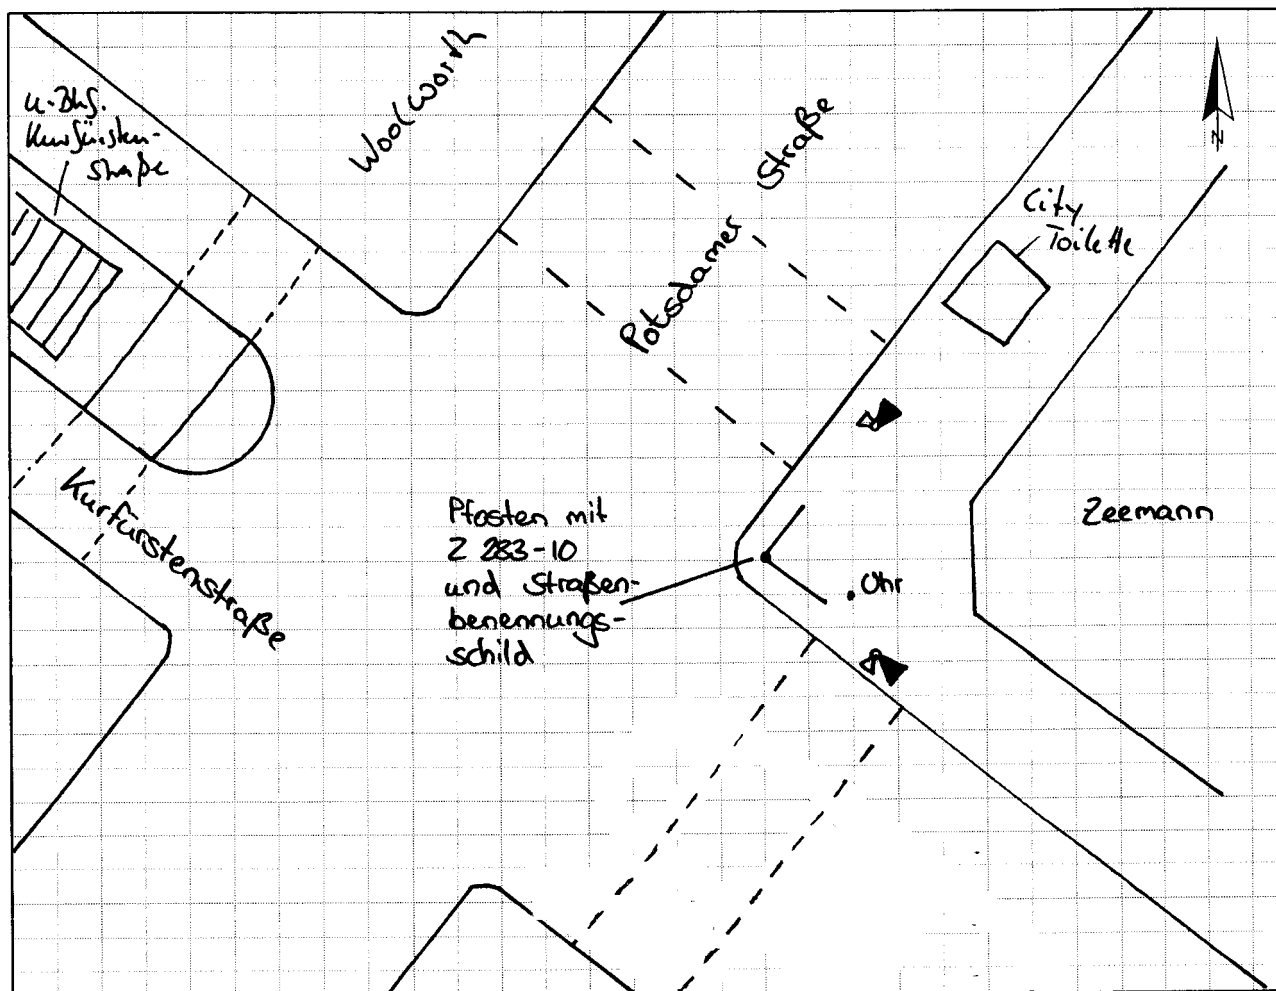 U-Bhf.
Kurfürsten-
straße
Woolworth
Potsdamer Straße
N
City
Toilette
Kurfürstenstraße
Pfosten mit
Z 283-10
und Straßen-
benennungs-
schild
Uhr
Zeemann